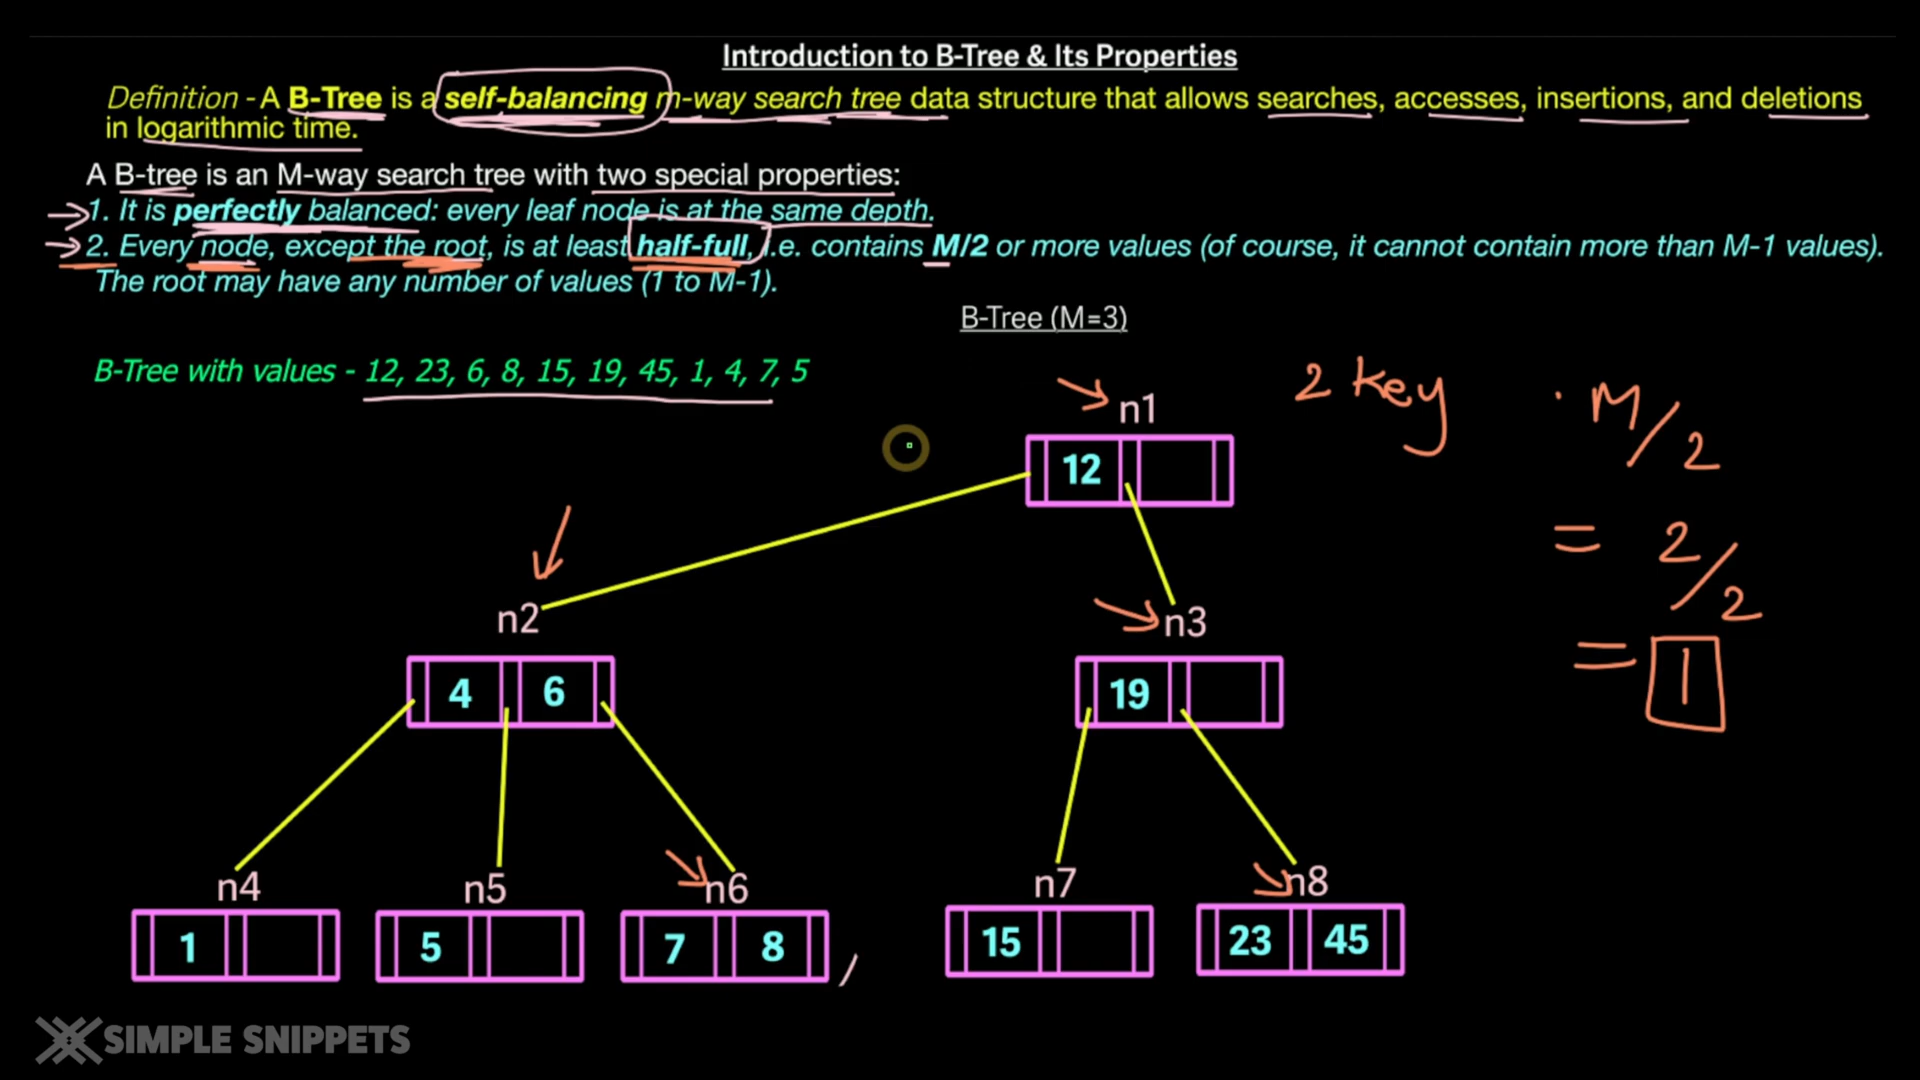 Introduction to B-Tree & Its Properties
Definition - A B-Tree is a self-balancing m-way search tree data structure that allows searches, accesses, insertions, and deletions
in logarithmic time.
A B-tree is an M-way search tree with two special properties:
1. It is perfectly balanced: every leaf node is at the same depth.
2. Every node, except the root, is at least half-full, i.e. contains M/2 or more values (of course, it cannot contain more than M-1 values).
The root may have any number of values (1 to M-1).
B-Tree (M=3)
B-Tree with values - 12, 23, 6, 8, 15, 19, 45, 1, 4, 7, 5
2 key
M/2
n1
12
= 2/2
n2
n3
= 1
4 6
19
n4
n5
n6
n7
n8
1
5
7 8
15
23 45
SIMPLE SNIPPETS